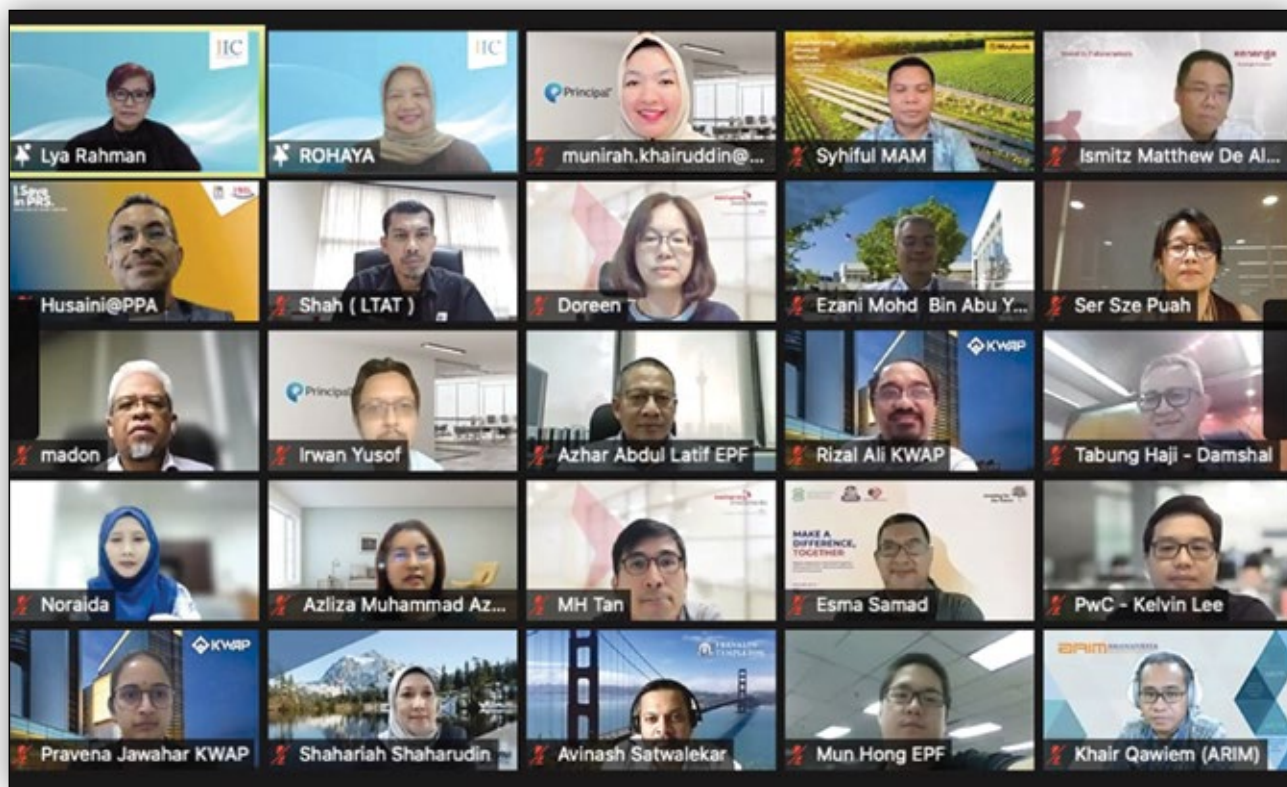 IIC
Lya Rahman
IIC
ROHAYA
Principal
munirah.khairuddin@...
Maybank
Syhiful MAM
kenanga
Ismitz Matthew De Al...
I Save
in PRS.
Husaini@PPA
Shah ( LTAT )
Doreen
Ezani Mohd Bin Abu Y...
Ser Sze Puah
madon
Principal
Irwan Yusof
Azhar Abdul Latif EPF
KWAP
Rizal Ali KWAP
Tabung Haji - Damshal
Noraida
Azliza Muhammad Az...
MH Tan
MAKE A
DIFFERENCE,
TOGETHER
Esma Samad
PwC - Kelvin Lee
KWAP
Pravena Jawahar KWAP
Shahariah Shaharudin
FRANKLIN
TEMPLETON
Avinash Satwalekar
Mun Hong EPF
Khair Qawiem (ARIM)